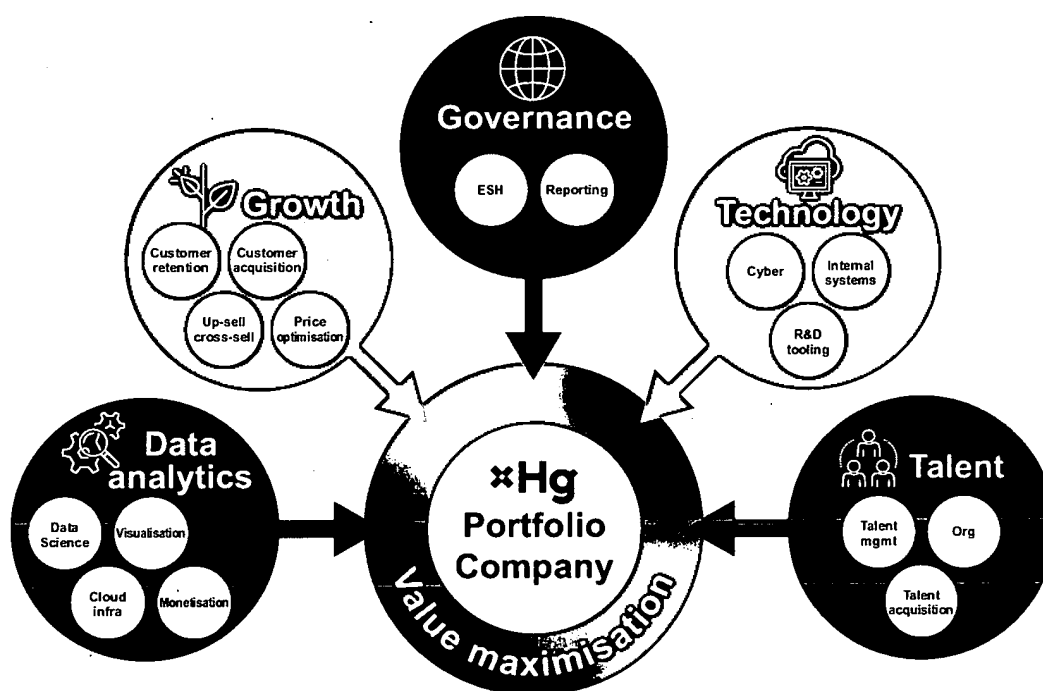 Governance
ESH
Reporting
Growth
Customer
retention
Customer
acquisition
Up-sell
cross-sell
Price
optimisation
Technology
Cyber
Internal
systems
R&D
tooling
Data
analytics
Data
Science
Visualisation
Cloud
infra
Monetisation
Hg
Portfolio
Company
Value maximisation
Talent
Talent
mgmt
Org
Talent
acquisition